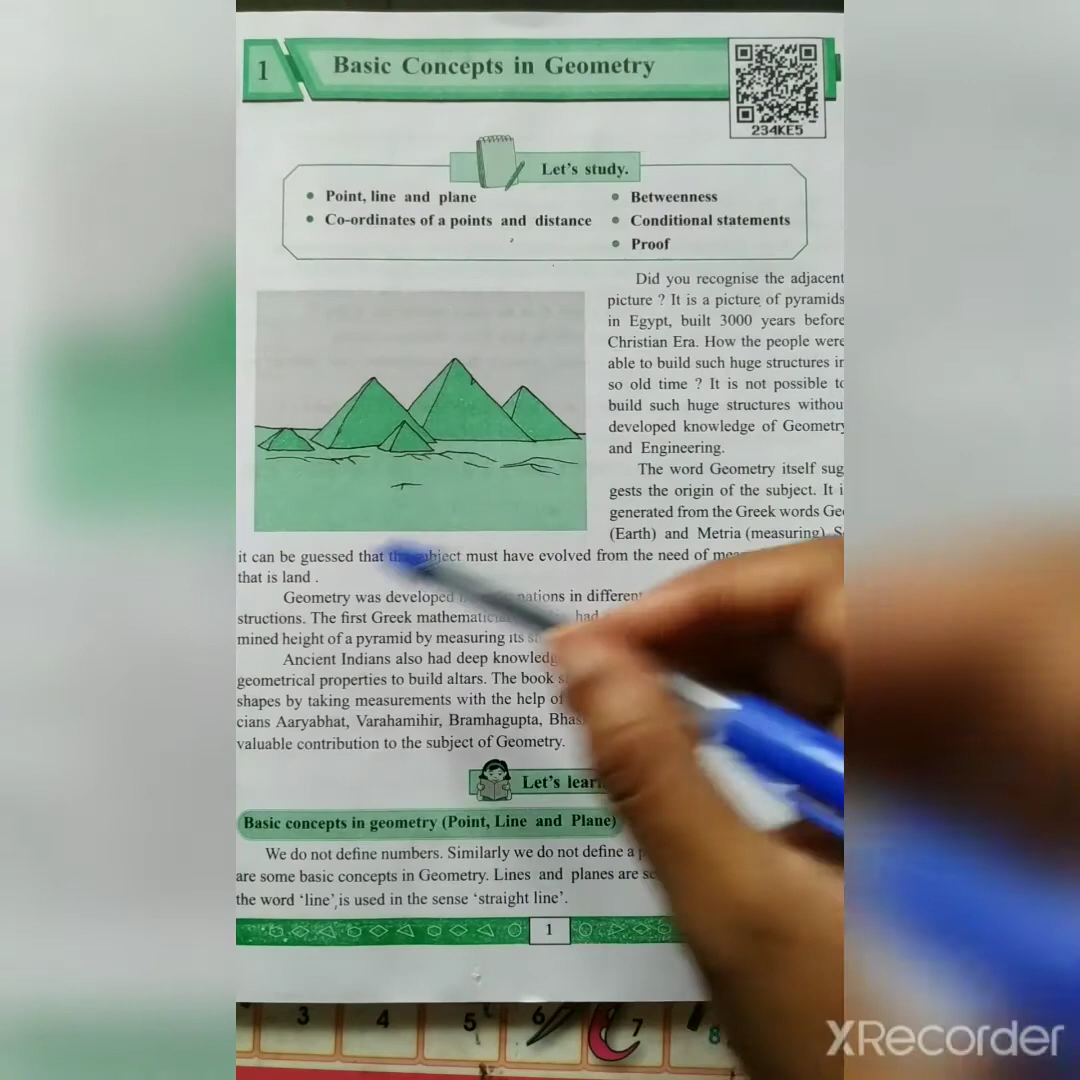 1
Basic Concepts in Geometry
234KE5
Let's study.
• Point, line and plane
• Co-ordinates of a points and distance
• Betweenness
• Conditional statements
• Proof
Did you recognise the adjacent
picture ? It is a picture of pyramids
in Egypt, built 3000 years before
Christian Era. How the people were
able to build such huge structures in
so old time ? It is not possible to
build such huge structures withou
developed knowledge of Geometry
and Engineering.
The word Geometry itself sug
gests the origin of the subject. It i
generated from the Greek words Ge
(Earth) and Metria (measuring) S
it can be guessed that subject must have evolved from the need of
that is land .
Geometry was developed nations in different
structions. The first Greek had
mined height of a pyramid by measuring its
Ancient Indians also had deep
geometrical properties to build altars. The book
shapes by taking measurements with the help of
cians Aaryabhat, Varahamihir, Bramhagupta,
valuable contribution to the subject of Geometry.
Let's lear
Basic concepts in geometry (Point, Line and Plane)
We do not define numbers. Similarly we do not define a
are some basic concepts in Geometry. Lines and planes are
the word 'line' is used in the sense 'straight line'.
1
3 4 5 6 7 8
XRecorder